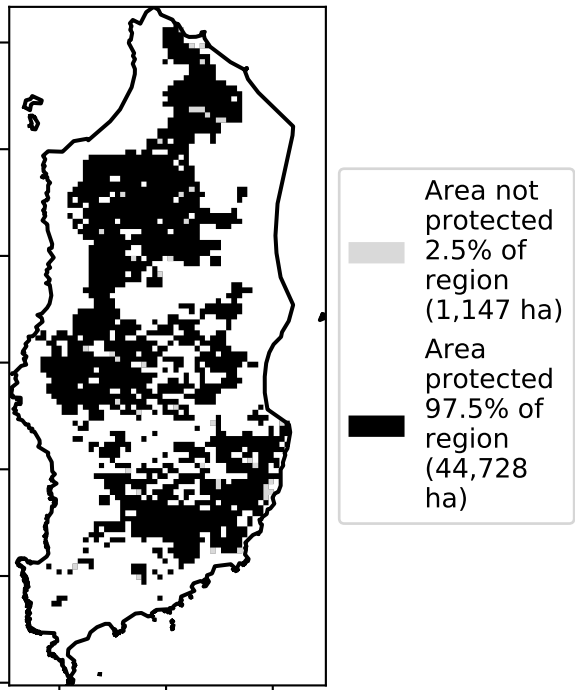 Area not
protected
2.5% of
region
(1,147 ha)
Area
protected
97.5% of
region
(44,728
ha)